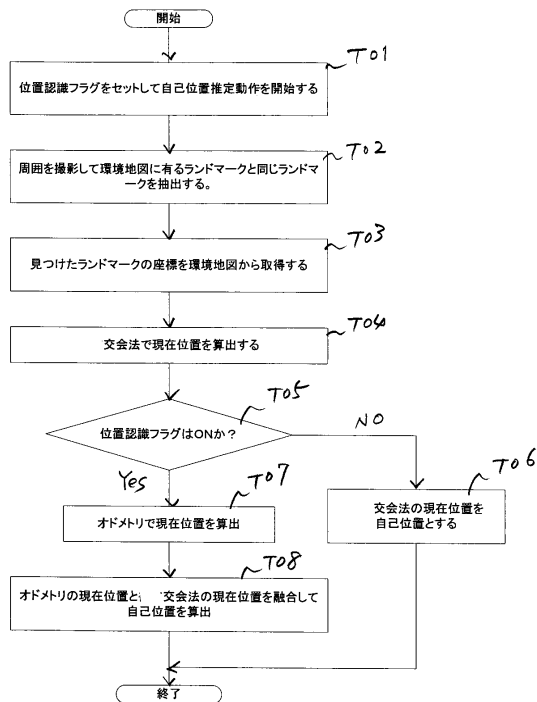 開始
T01
位置認識フラグをセットして自己位置推定動作を開始する
T02
周囲を撮影して環境地図に有るランドマークと同じランドマ
ークを抽出する。
T03
見つけたランドマークの座標を環境地図から取得する
T04
交会法で現在位置を算出する
T05
位置認識フラグはONか?
NO
Yes
T06
交会法の現在位置を
自己位置とする
T07
オドメトリで現在位置を算出
T08
オドメトリの現在位置と 交会法の現在位置を融合して
自己位置を算出
終了